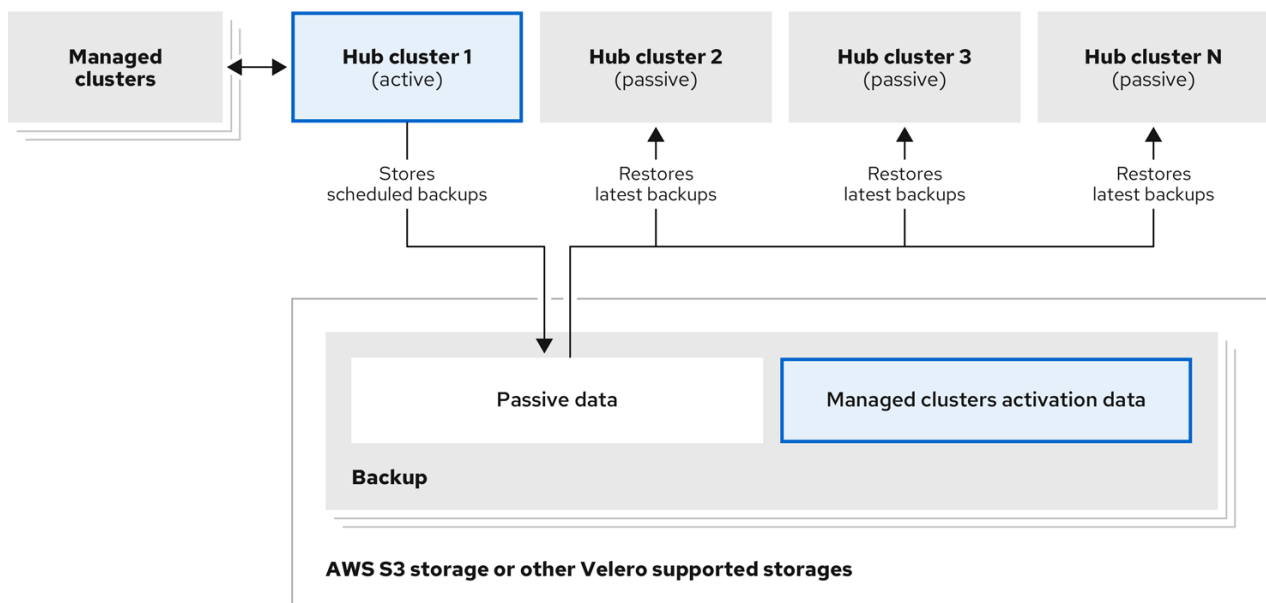 Managed
clusters
Hub cluster 1
(active)
Hub cluster 2
(passive)
Hub cluster 3
(passive)
Hub cluster N
(passive)
Stores
scheduled backups
Restores
latest backups
Restores
latest backups
Restores
latest backups
Passive data
Managed clusters activation data
Backup
AWS S3 storage or other Velero supported storages